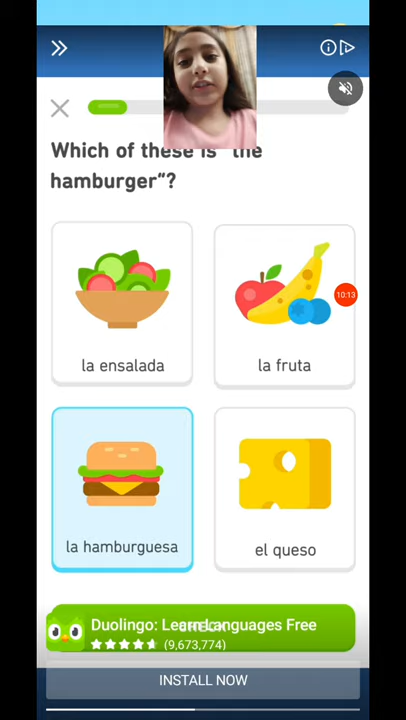 Which of these is "the
hamburger"?
la ensalada
la fruta
10:13
la hamburguesa
el queso
Duolingo: Learn Languages Free
(9,673,774)
INSTALL NOW